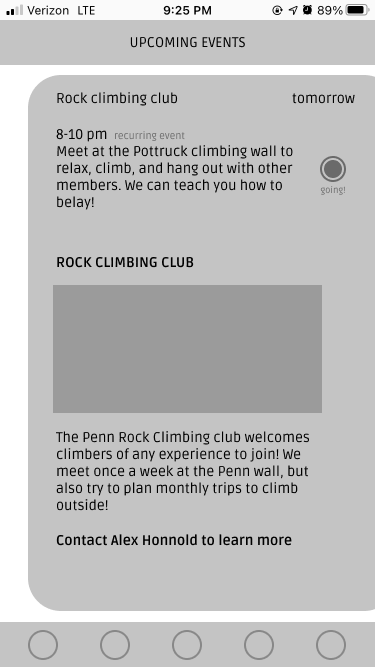 Verizon LTE 9:25 PM 89%
UPCOMING EVENTS
Rock climbing club tomorrow
8-10 pm recurring event
Meet at the Pottruck climbing wall to
relax, climb, and hang out with other
members. We can teach you how to
belay!
going!
ROCK CLIMBING CLUB
The Penn Rock Climbing club welcomes
climbers of any experience to join! We
meet once a week at the Penn wall, but
also try to plan monthly trips to climb
outside!
Contact Alex Honnold to learn more